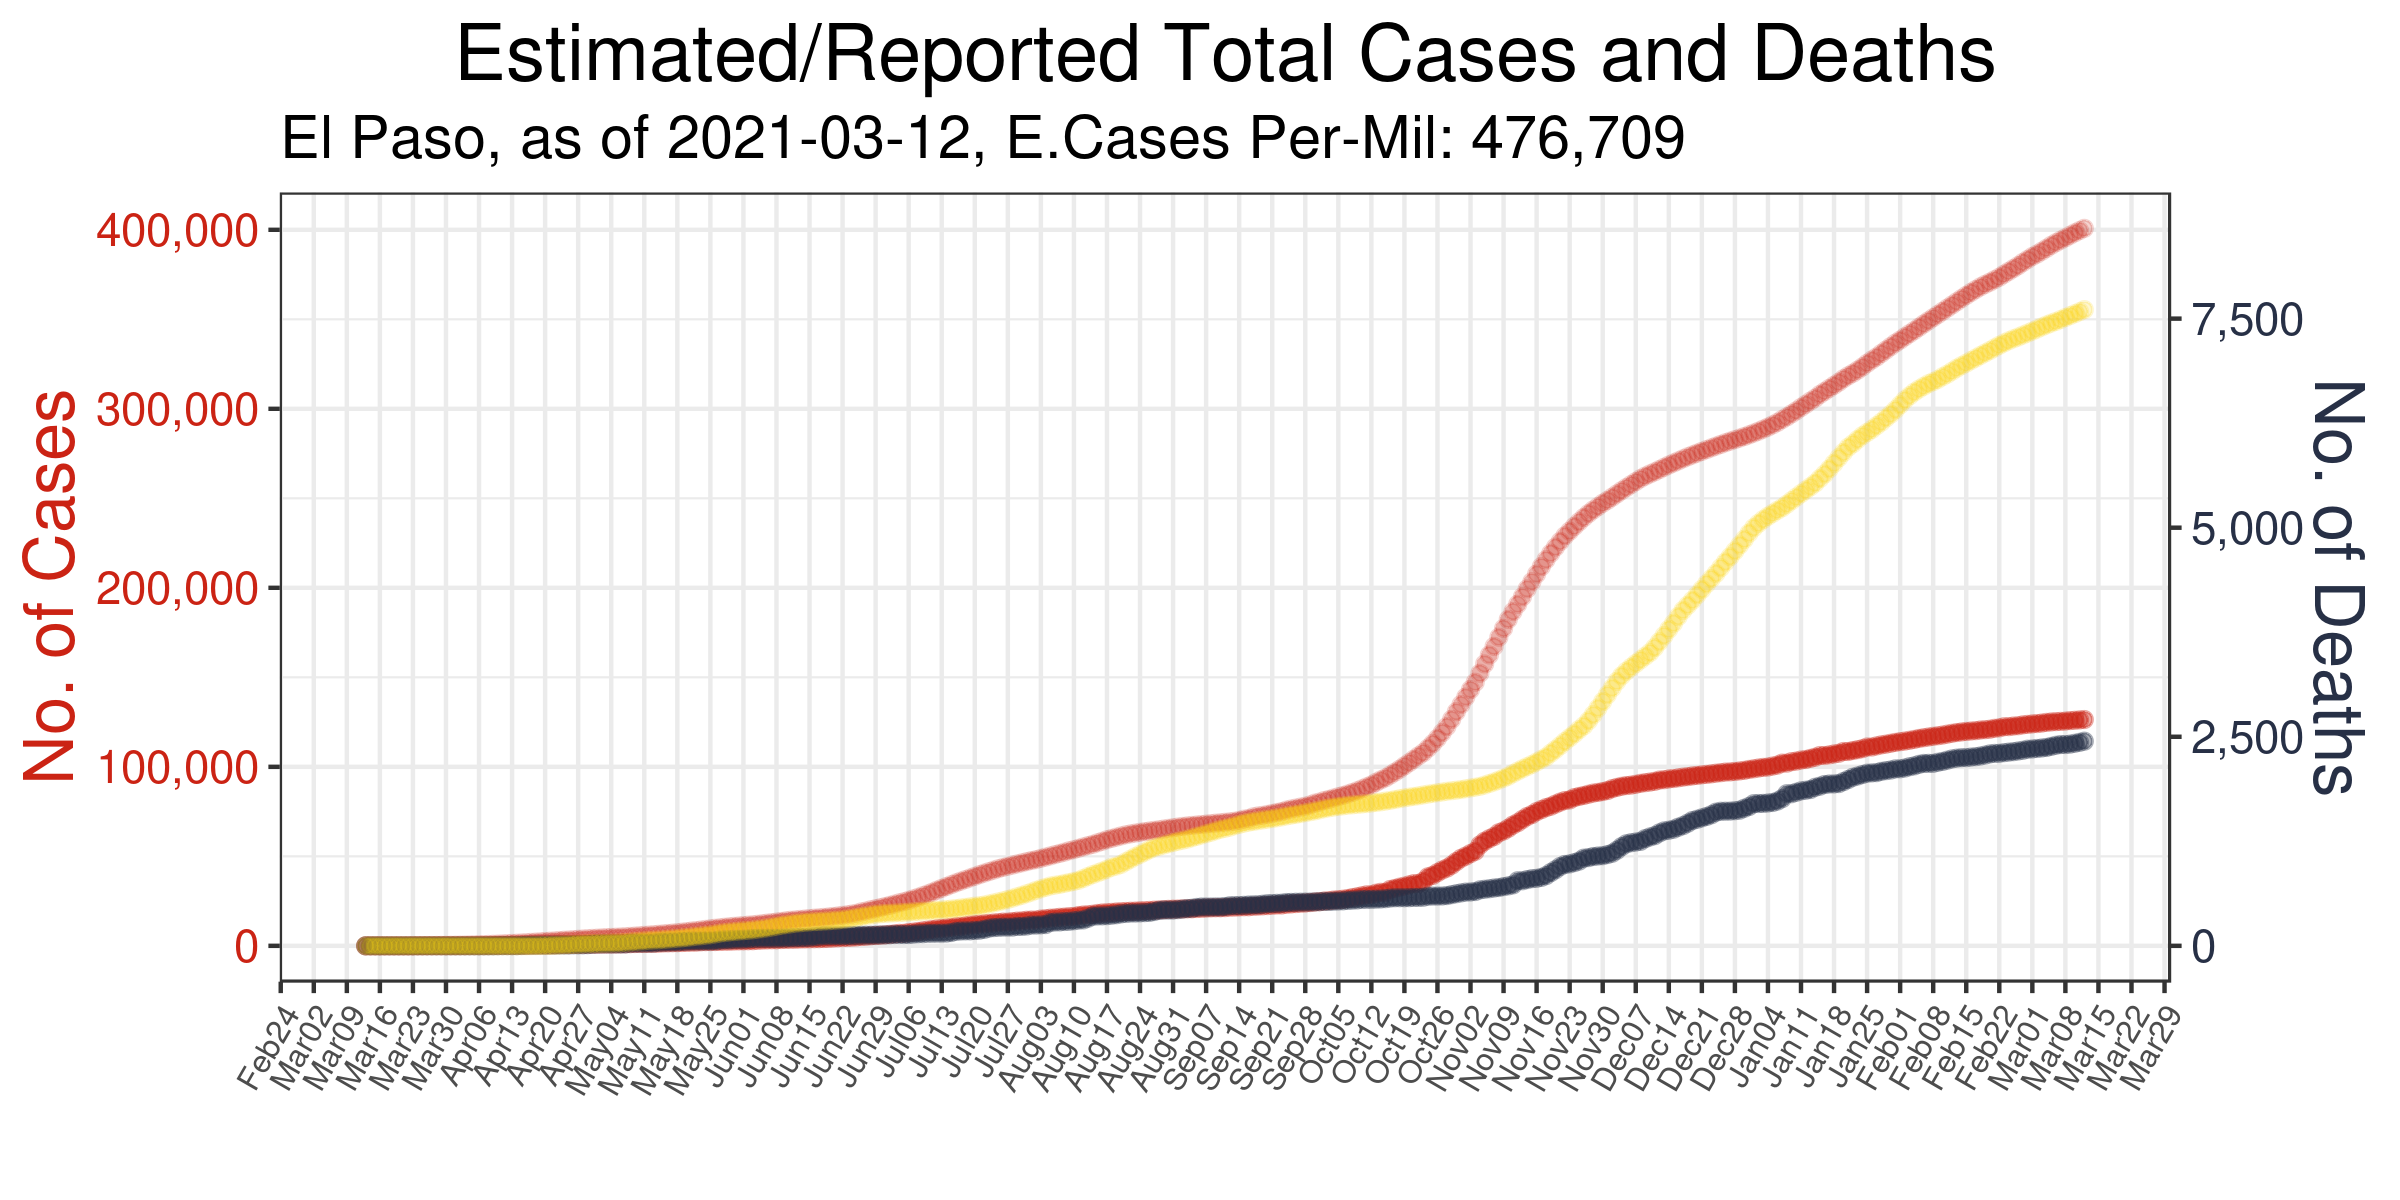 Estimated/Reported Total Cases and Deaths
El Paso, as of 2021-03-12, E.Cases Per-Mil: 476,709
No. of Cases
400,000
300,000
200,000
100,000
0
7,500
5,000
2,500
0
No. of Deaths
Feb24 Mar02 Mar09 Mar16 Mar23 Mar30 Apr06 Apr13 Apr20 Apr27 May04 May11 May18 May25 Jun01 Jun08 Jun15 Jun22 Jun29 Jul06 Jul13 Jul20 Jul27 Aug03 Aug10 Aug17 Aug24 Aug31 Sep07 Sep14 Sep21 Sep28 Oct05 Oct12 Oct19 Oct26 Nov02 Nov09 Nov16 Nov23 Nov30 Dec07 Dec14 Dec21 Dec28 Jan04 Jan11 Jan18 Jan25 Feb01 Feb08 Feb15 Feb22 Mar01 Mar08 Mar15 Mar22 Mar29